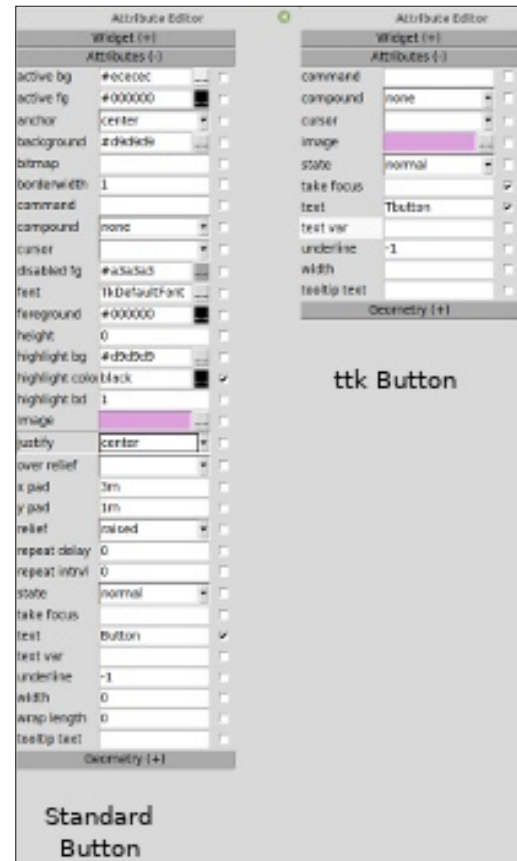 Attribute Editor
Widget (+)
Attributes (-)
active bg #ececec ...
active fg #000000
anchor center
background #d9d9d9 ...
bitmap
borderwidth 1
command
compound none
cursor
disabled fg #a3a3a3
font TkDefaultFont ...
foreground #000000
height 0
highlight bg #d9d9d9 ...
highlight colo black
highlight bd 1
image ...
justify center
over relief
x pad 3m
y pad 1m
relief raised
repeat delay 0
repeat intrvl 0
state normal
take focus
text Button
text var
underline -1
width 0
wrap length 0
tooltip text
Geometry (+)
Standard
Button
Attribute Editor
Widget (+)
Attributes (-)
command
compound none
cursor
image ...
state normal
take focus
text Tbutton
text var
underline -1
width
tooltip text
Geometry (+)
ttk Button